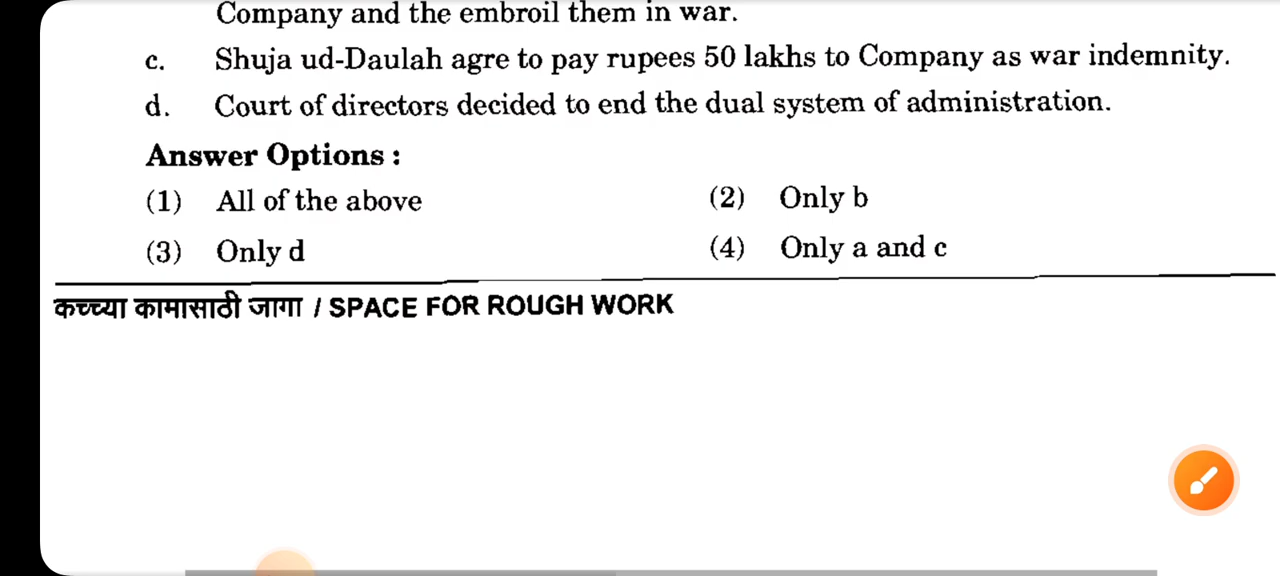 Company and the embroil them in war.
c. Shuja ud-Daulah agre to pay rupees 50 lakhs to Company as war indemnity.
d. Court of directors decided to end the dual system of administration.
Answer Options :
(1) All of the above (2) Only b
(3) Only d (4) Only a and c
कच्च्या कामासाठी जागा / SPACE FOR ROUGH WORK